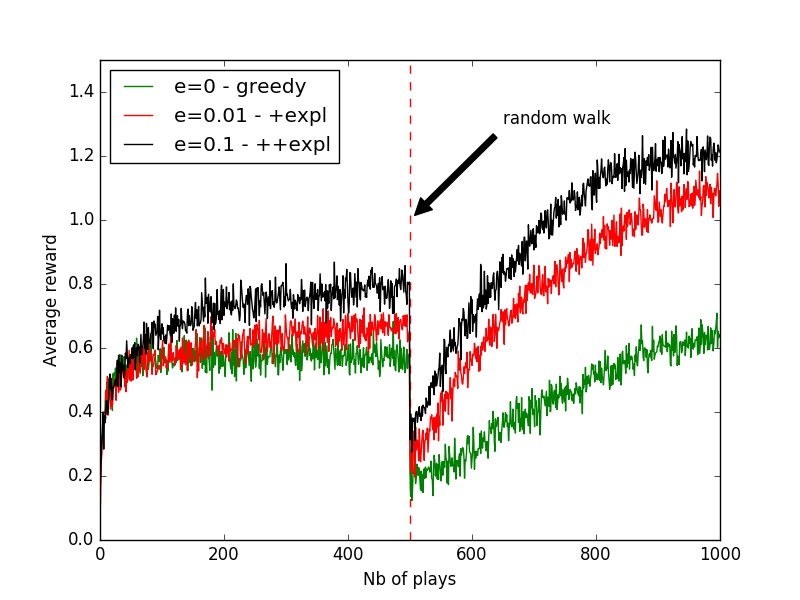 e=0 - greedy
e=0.01 - +expl
e=0.1 - ++expl
random walk
Average reward
1.4
1.2
1.0
0.8
0.6
0.4
0.2
0.0
0 200 400 600 800 1000
Nb of plays